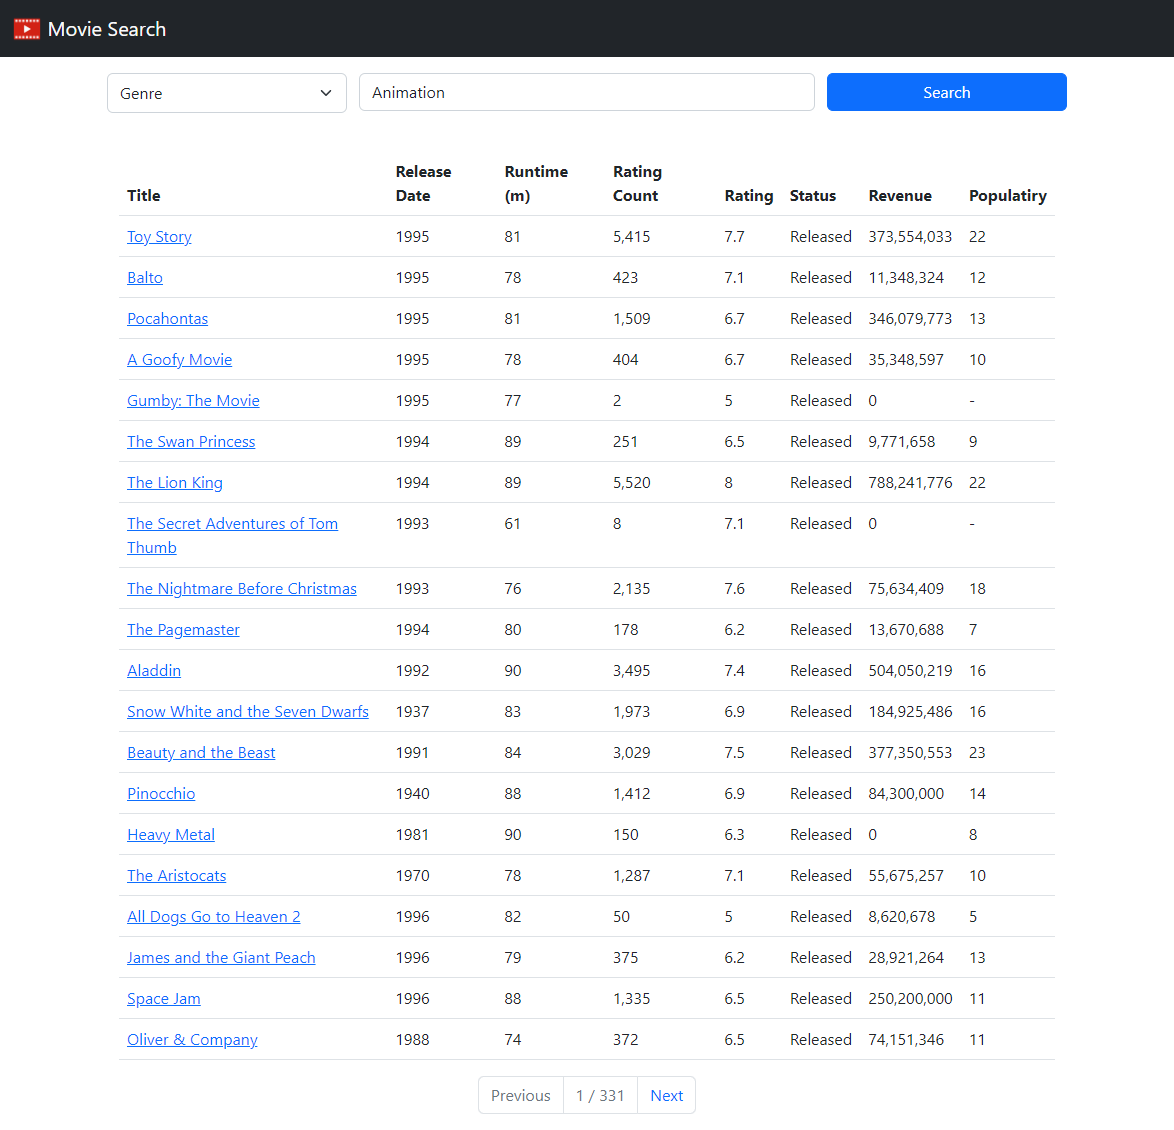 Movie Search
Genre Animation Search
Title Release Date Runtime (m) Rating Count Rating Status Revenue Populatiry
Toy Story 1995 81 5,415 7.7 Released 373,554,033 22
Balto 1995 78 423 7.1 Released 11,348,324 12
Pocahontas 1995 81 1,509 6.7 Released 346,079,773 13
A Goofy Movie 1995 78 404 6.7 Released 35,348,597 10
Gumby: The Movie 1995 77 2 5 Released 0 -
The Swan Princess 1994 89 251 6.5 Released 9,771,658 9
The Lion King 1994 89 5,520 8 Released 788,241,776 22
The Secret Adventures of Tom Thumb 1993 61 8 7.1 Released 0 -
The Nightmare Before Christmas 1993 76 2,135 7.6 Released 75,634,409 18
The Pagemaster 1994 80 178 6.2 Released 13,670,688 7
Aladdin 1992 90 3,495 7.4 Released 504,050,219 16
Snow White and the Seven Dwarfs 1937 83 1,973 6.9 Released 184,925,486 16
Beauty and the Beast 1991 84 3,029 7.5 Released 377,350,553 23
Pinocchio 1940 88 1,412 6.9 Released 84,300,000 14
Heavy Metal 1981 90 150 6.3 Released 0 8
The Aristocats 1970 78 1,287 7.1 Released 55,675,257 10
All Dogs Go to Heaven 2 1996 82 50 5 Released 8,620,678 5
James and the Giant Peach 1996 79 375 6.2 Released 28,921,264 13
Space Jam 1996 88 1,335 6.5 Released 250,200,000 11
Oliver & Company 1988 74 372 6.5 Released 74,151,346 11
Previous 1 / 331 Next